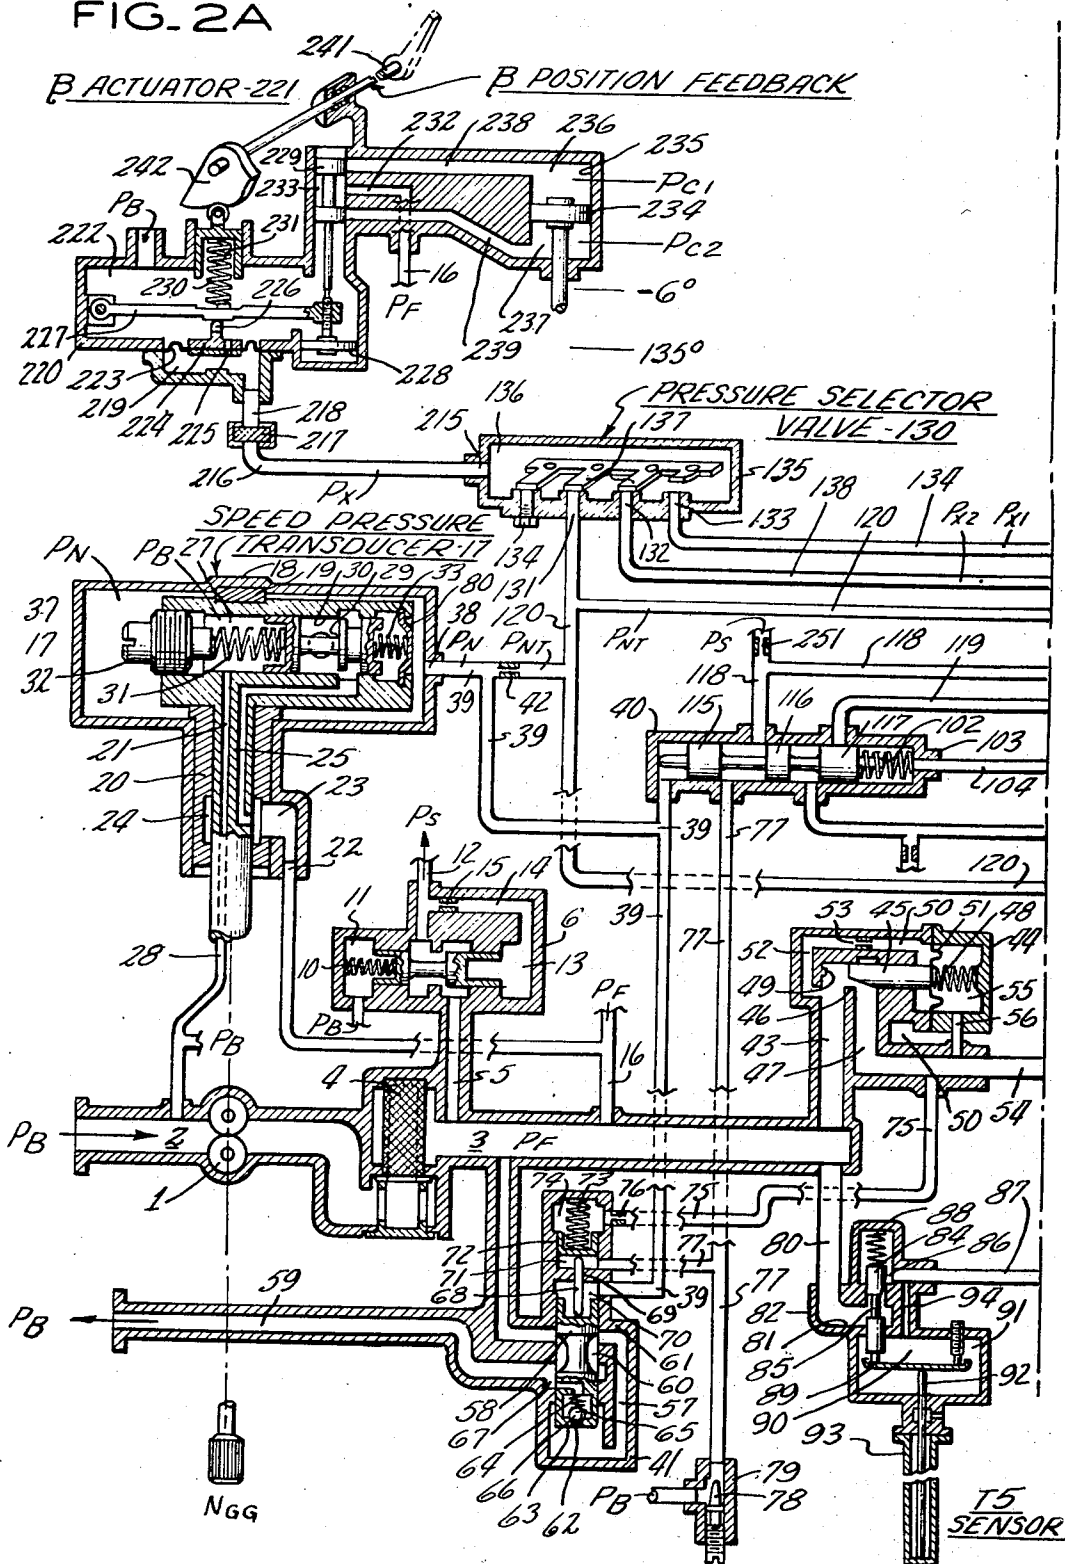 FIG_2A
241
β ACTUATOR-221
β POSITION FEEDBACK
232 238 236
229 235
242 233 PC1
PB 234
222 231 PC2
16
230 226 PF 237 -6°
227 239
220 135°
223 228
219 218
224 225 217
215 136 137
PRESSURE SELECTOR
VALVE-130
216 135 134
PX 138 120
133 PX2 PX1
134 132
131
SPEED PRESSURE
TRANSDUCER-17
PN PB 27
18 19 30 29 33 80
37 38 120
17 PN PNT PNT PS 251 118
32 31 39 42 118 119
40 115 116 117 102
21 25 39 103
20 104
24 23 39 77
22 PS
12 15 14 120
11 6 39 53 45 50 51 48
52 44
10 13 77
28 49 55
PB PF 46 56
PB 43
4 5 16 47
50 54
75
PB 2 3 PF
1 74 73 76 75 87
88
72 80 84
71 77 86
68 39 77
59 69 82 94
PB 70 81 91
61 85
58 60 89 92
67 57 90
64 65 93
66 41 79
63 PB 78
62
NGG
T5
SENSOR